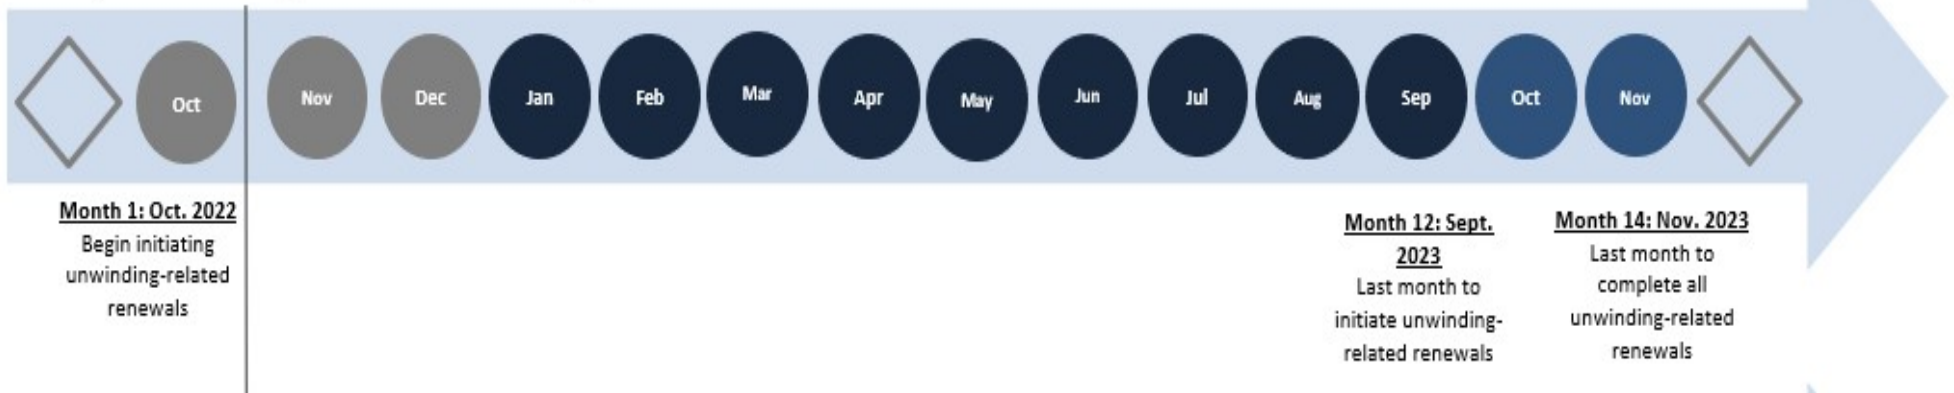 Oct Nov Dec Jan Feb Mar Apr May Jun Jul Aug Sep Oct Nov
Month 1: Oct. 2022
Begin initiating
unwinding-related
renewals
Month 12: Sept.
2023
Last month to
initiate unwinding-
related renewals
Month 14: Nov. 2023
Last month to
complete all
unwinding-related
renewals